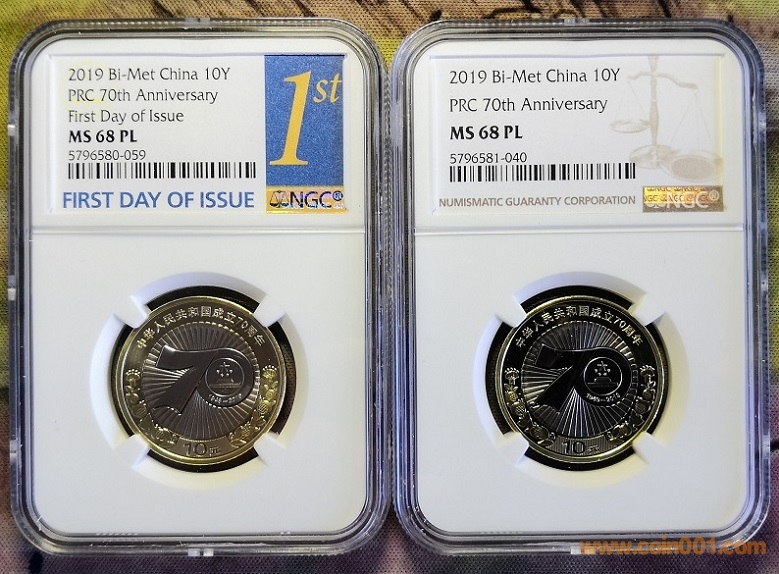 2019 Bi-Met China 10Y
PRC 70th Anniversary
First Day of Issue
MS 68 PL
5796580-059
FIRST DAY OF ISSUE
1st
NGC
中华人民共和国成立70周年
70
1949-2019
10元
2019 Bi-Met China 10Y
PRC 70th Anniversary
MS 68 PL
5796581-040
NUMISMATIC GUARANTY CORPORATION
NGC
中华人民共和国成立70周年
70
1949-2019
10元
www.coin001.com